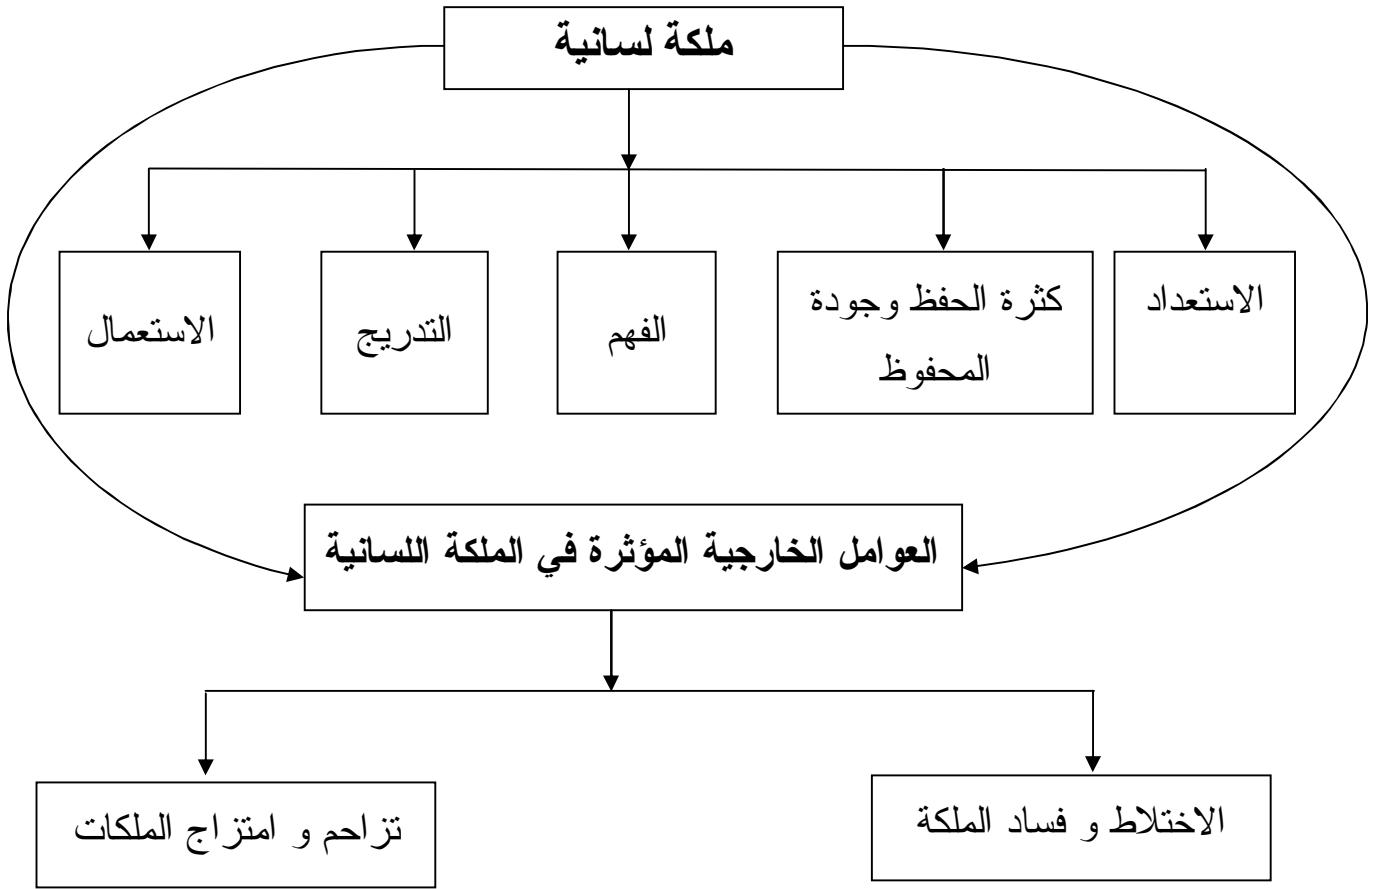 ملكة لسانية
الاستعداد
كثرة الحفظ وجودة
المحفوظ
الفهم
التدريج
الاستعمال
العوامل الخارجية المؤثرة في الملكة اللسانية
الاختلاط و فساد الملكة
تزاحم و امتزاج الملكات